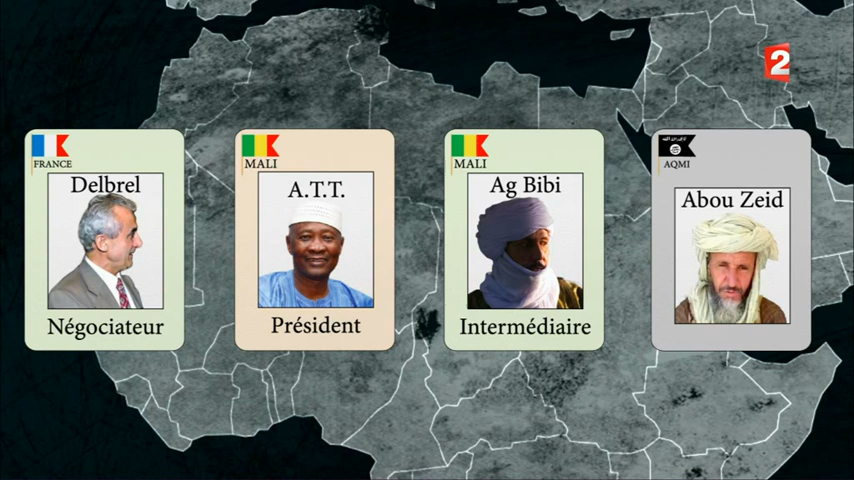 2
FRANCE
Delbrel
Négociateur
MALI
A.T.T.
Président
MALI
Ag Bibi
Intermédiaire
AQMI
Abou Zeid